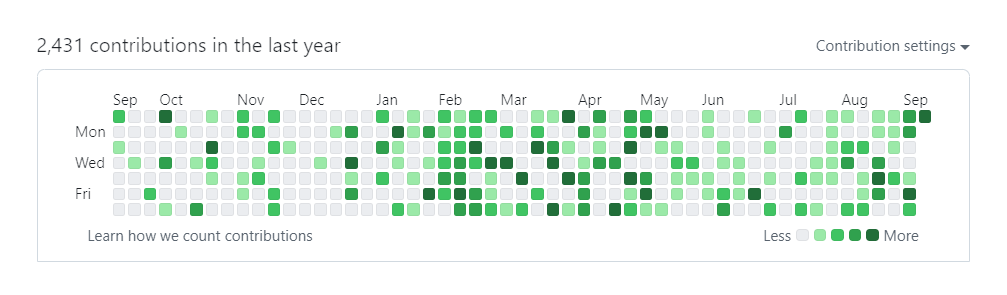 2,431 contributions in the last year
Contribution settings
Sep Oct Nov Dec Jan Feb Mar Apr May Jun Jul Aug Sep
Mon
Wed
Fri
Learn how we count contributions
Less More